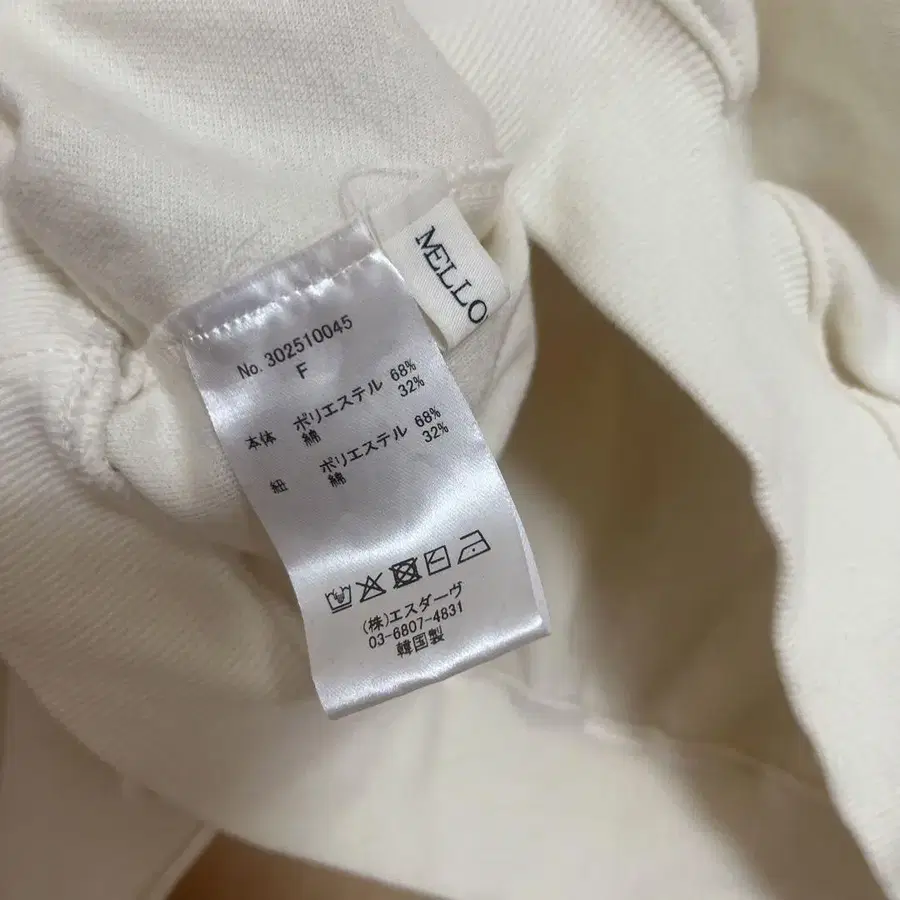 MELLO
No. 302510045
F
本体 ポリエステル 68%
綿 32%
紐 ポリエステル 68%
綿 32%
(株)エスダーヴ
03-6807-4831
韓国製